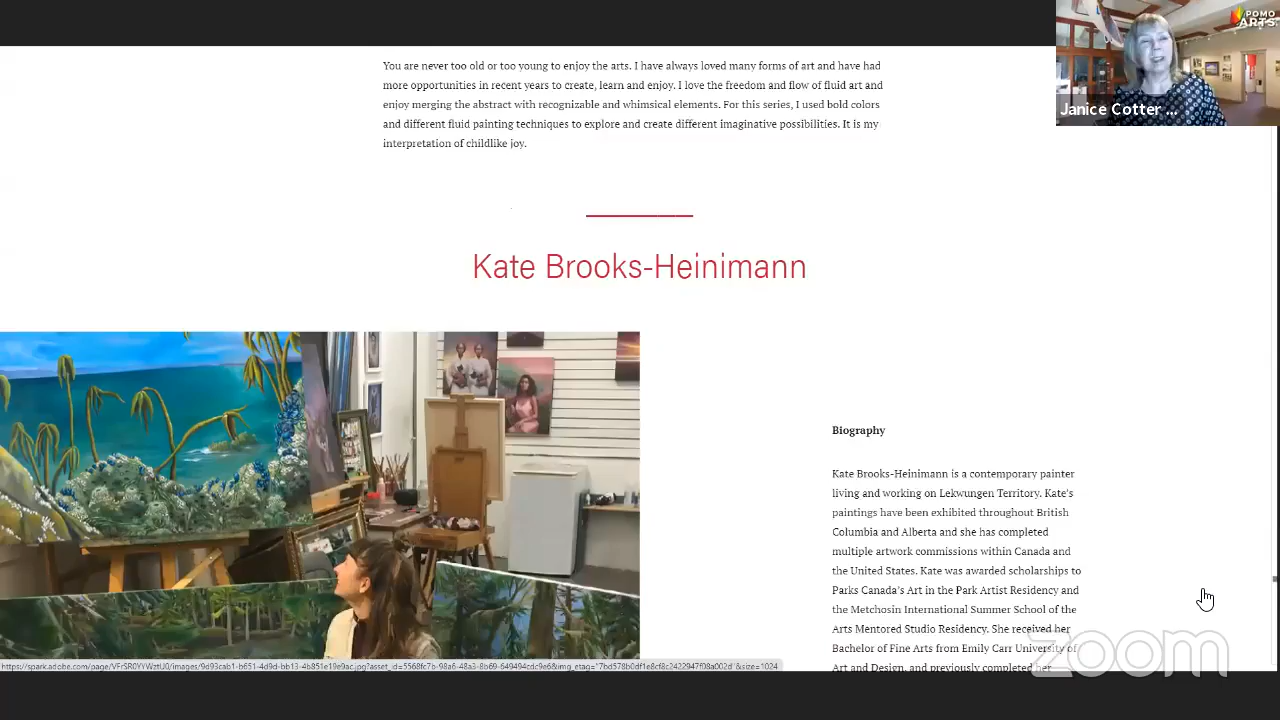 POMO
ARTS.
Janice Cotter ...
You are never too old or too young to enjoy the arts. I have always loved many forms of art and have had
more opportunities in recent years to create, learn and enjoy. I love the freedom and flow of fluid art and
enjoy merging the abstract with recognizable and whimsical elements. For this series, I used bold colors
and different fluid painting techniques to explore and create different imaginative possibilities. It is my
interpretation of childlike joy.
Kate Brooks-Heinimann
Biography
Kate Brooks-Heinimann is a contemporary painter
living and working on Lekwungen Territory. Kate's
paintings have been exhibited throughout British
Columbia and Alberta and she has completed
multiple artwork commissions within Canada and
the United States. Kate was awarded scholarships to
Parks Canada's Art in the Park Artist Residency and
the Metchosin International Summer School of the
Arts Mentored Studio Residency. She received her
Bachelor of Fine Arts from Emily Carr University of
Art and Design, and previously completed her
zoom